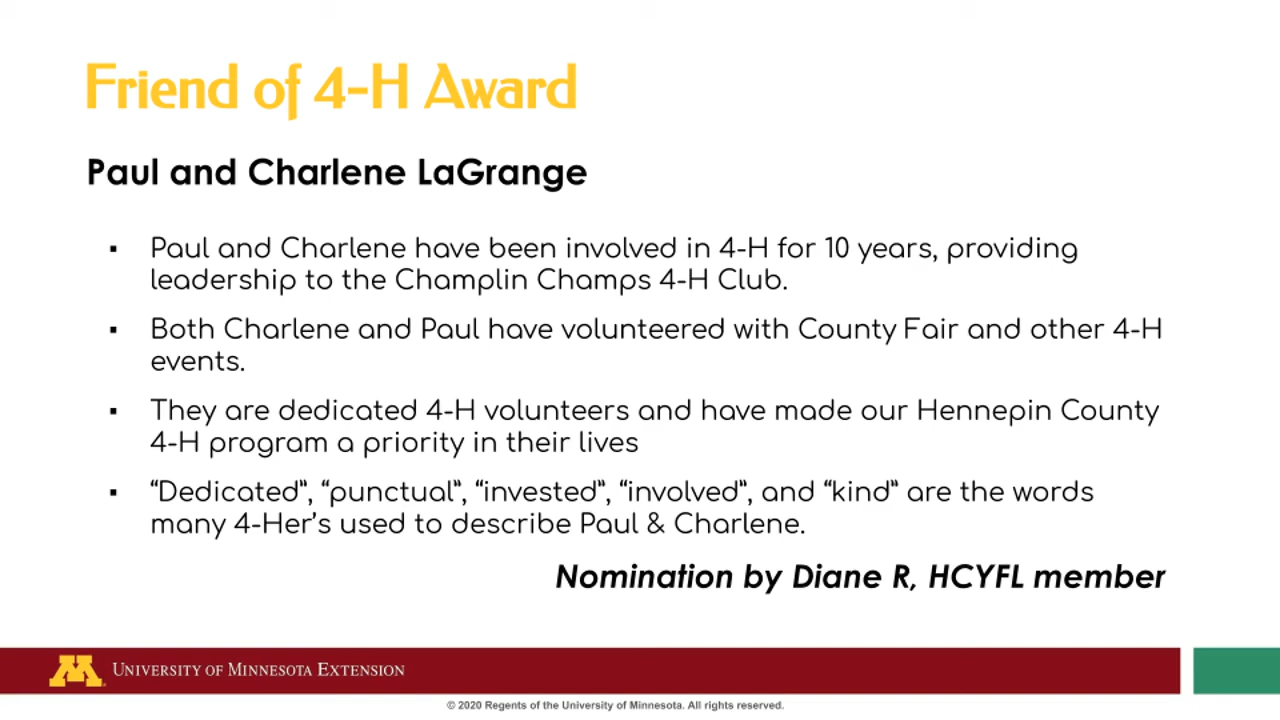 Friend of 4-H Award
Paul and Charlene LaGrange
▪ Paul and Charlene have been involved in 4-H for 10 years, providing
leadership to the Champlin Champs 4-H Club.
▪ Both Charlene and Paul have volunteered with County Fair and other 4-H
events.
▪ They are dedicated 4-H volunteers and have made our Hennepin County
4-H program a priority in their lives
▪ “Dedicated”, “punctual”, “invested”, “involved”, and “kind” are the words
many 4-Her’s used to describe Paul & Charlene.
Nomination by Diane R, HCYFL member
M UNIVERSITY OF MINNESOTA EXTENSION
© 2020 Regents of the University of Minnesota. All rights reserved.